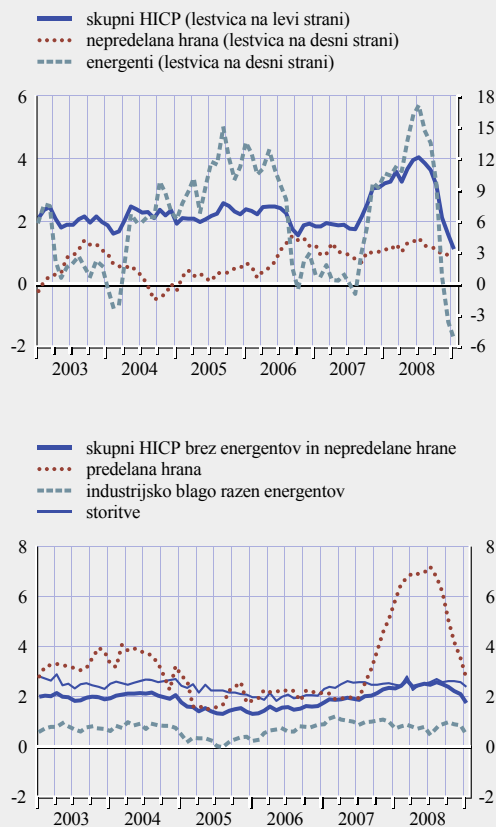 skupni HICP (lestvica na levi strani)
nepredelana hrana (lestvica na desni strani)
energenti (lestvica na desni strani)
6
4
2
0
-2
18
15
12
9
6
3
0
-3
-6
2003 2004 2005 2006 2007 2008
skupni HICP brez energentov in nepredelane hrane
predelana hrana
industrijsko blago razen energentov
storitve
8
6
4
2
0
-2
8
6
4
2
0
-2
2003 2004 2005 2006 2007 2008